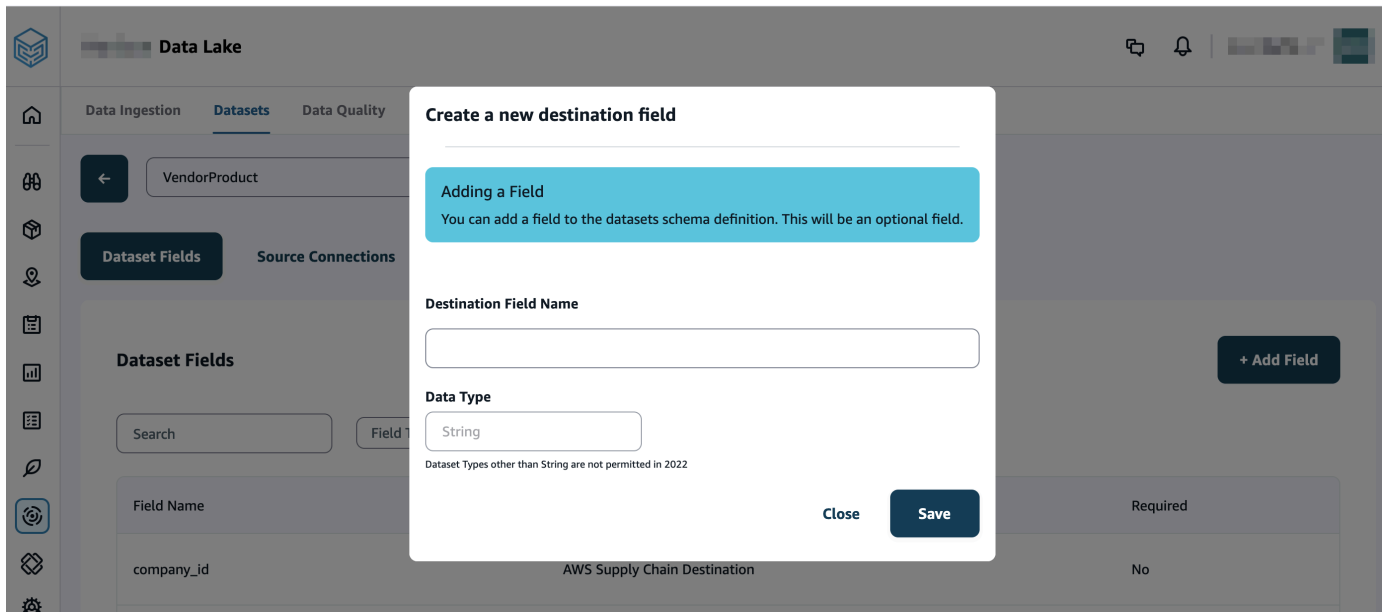 Data Lake
Data Ingestion
Datasets
Data Quality
VendorProduct
Dataset Fields
Source Connections
Dataset Fields
+ Add Field
Search
Field T
Field Name
Required
company_id
AWS Supply Chain Destination
No
Create a new destination field
Adding a Field
You can add a field to the datasets schema definition. This will be an optional field.
Destination Field Name
Data Type
String
Dataset Types other than String are not permitted in 2022
Close
Save